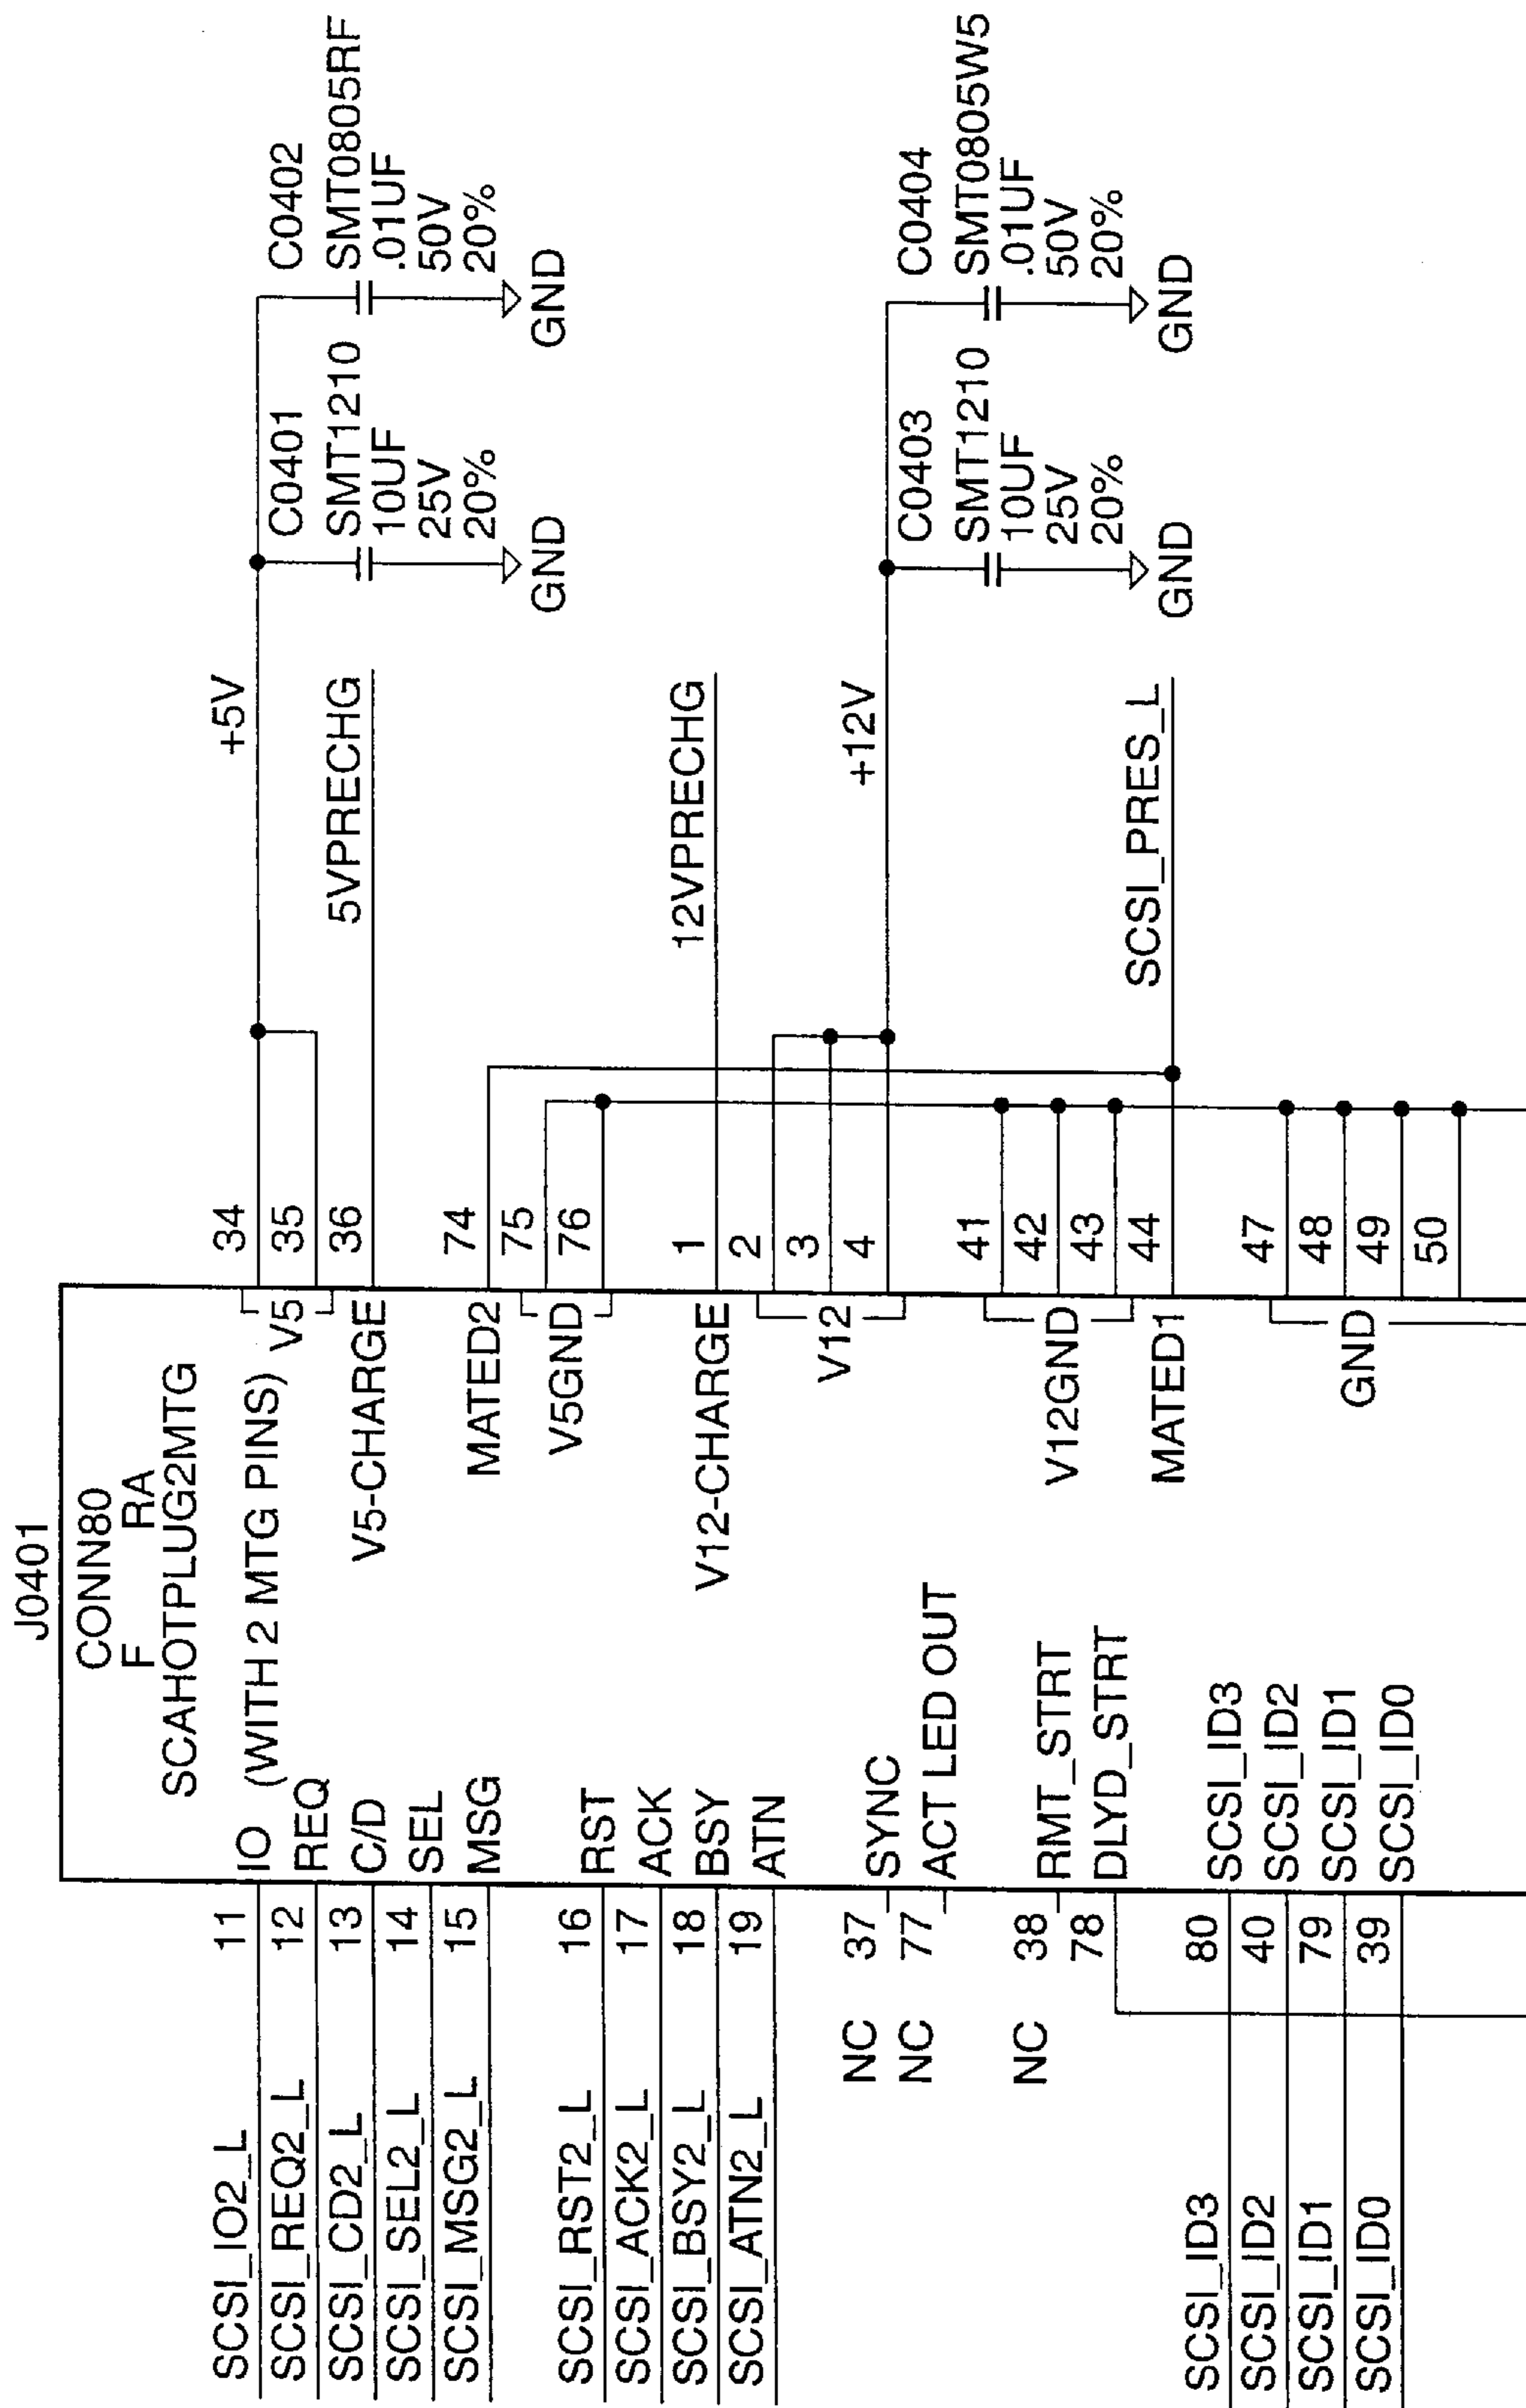 J0401
CONN80
F RA
SCAHOTPLUG2MTG
(WITH 2 MTG PINS)
SCSI_IO2_L 11 IO
SCSI_REQ2_L 12 REQ
SCSI_CD2_L 13 C/D
SCSI_SEL2_L 14 SEL
SCSI_MSG2_L 15 MSG
SCSI_RST2_L 16 RST
SCSI_ACK2_L 17 ACK
SCSI_BSY2_L 18 BSY
SCSI_ATN2_L 19 ATN
NC 37 SYNC
NC 77 ACT LED OUT
NC 38 RMT_STRT
78 DLYD_STRT
SCSI_ID3 80 SCSI_ID3
SCSI_ID2 40 SCSI_ID2
SCSI_ID1 79 SCSI_ID1
SCSI_ID0 39 SCSI_ID0
V5
34
35
V5-CHARGE 36
MATED2 74
V5GND
75
76
V12-CHARGE 1
V12
2
3
4
V12GND
41
42
43
MATED1 44
GND
47
48
49
50
+5V
5VPRECHG
12VPRECHG
+12V
SCSI_PRES_L
C0401
SMT1210
10UF
25V
20%
GND
C0402
SMT0805RF
.01UF
50V
20%
GND
C0403
SMT1210
10UF
25V
20%
GND
C0404
SMT0805W5
.01UF
50V
20%
GND